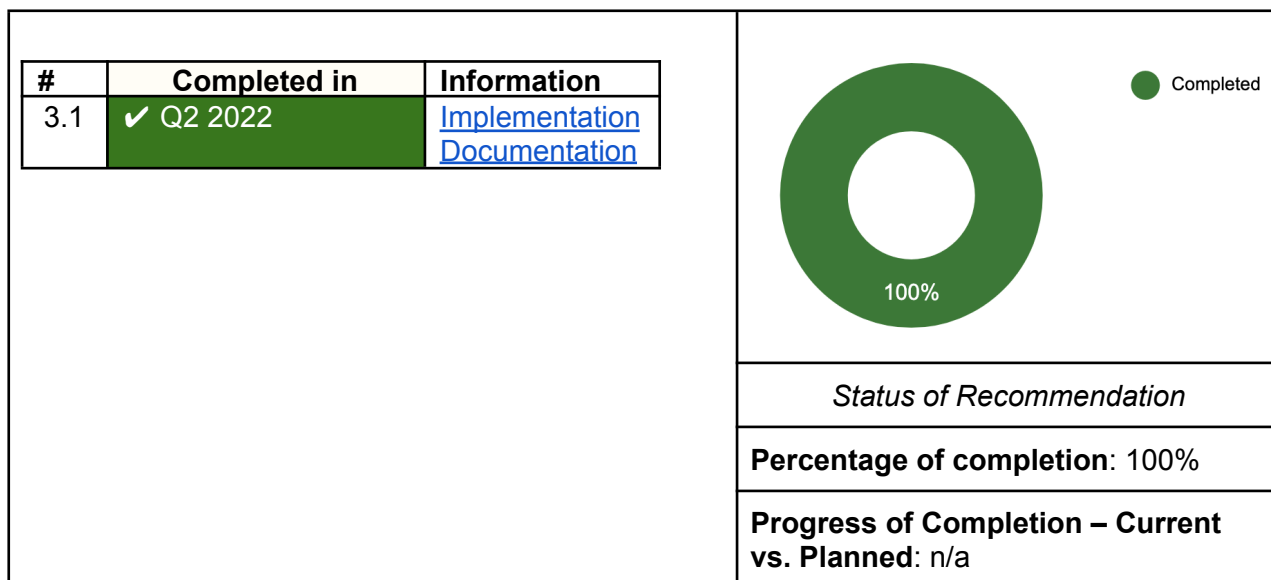 # Completed in Information
3.1 ✔ Q2 2022 Implementation
Documentation
Completed
100%
Status of Recommendation
Percentage of completion: 100%
Progress of Completion – Current
vs. Planned: n/a